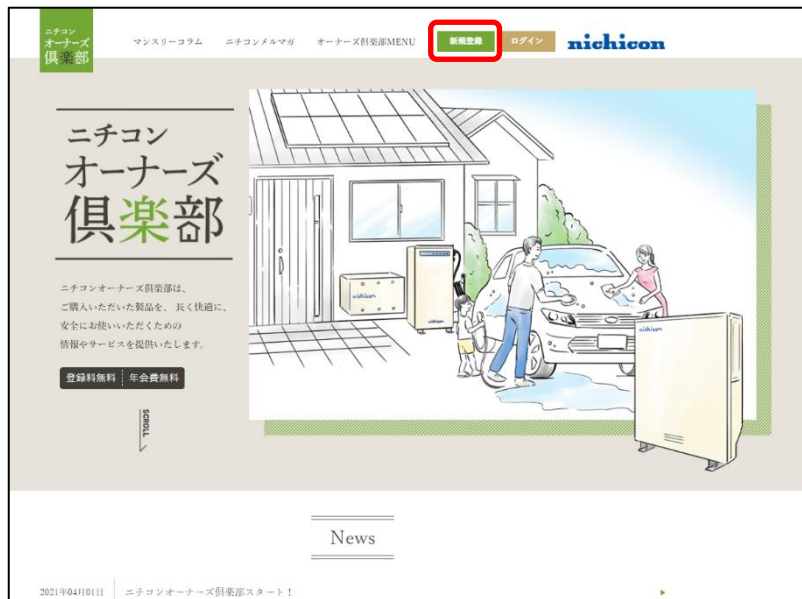 ニチコン
オーナーズ
倶楽部
マンスリーコラム
ニチコンメルマガ
オーナーズ倶楽部MENU
新規登録
ログイン
nichicon
ニチコン
オーナーズ
倶楽部
ニチコンオーナーズ倶楽部は、
ご購入いただいた製品を、長く快適に、
安全にお使いいただくための
情報やサービスを提供いたします。
登録料無料
年会費無料
SCROLL
nichicon
nichicon
nichicon
News
2021年04月01日
ニチコンオーナーズ倶楽部スタート！